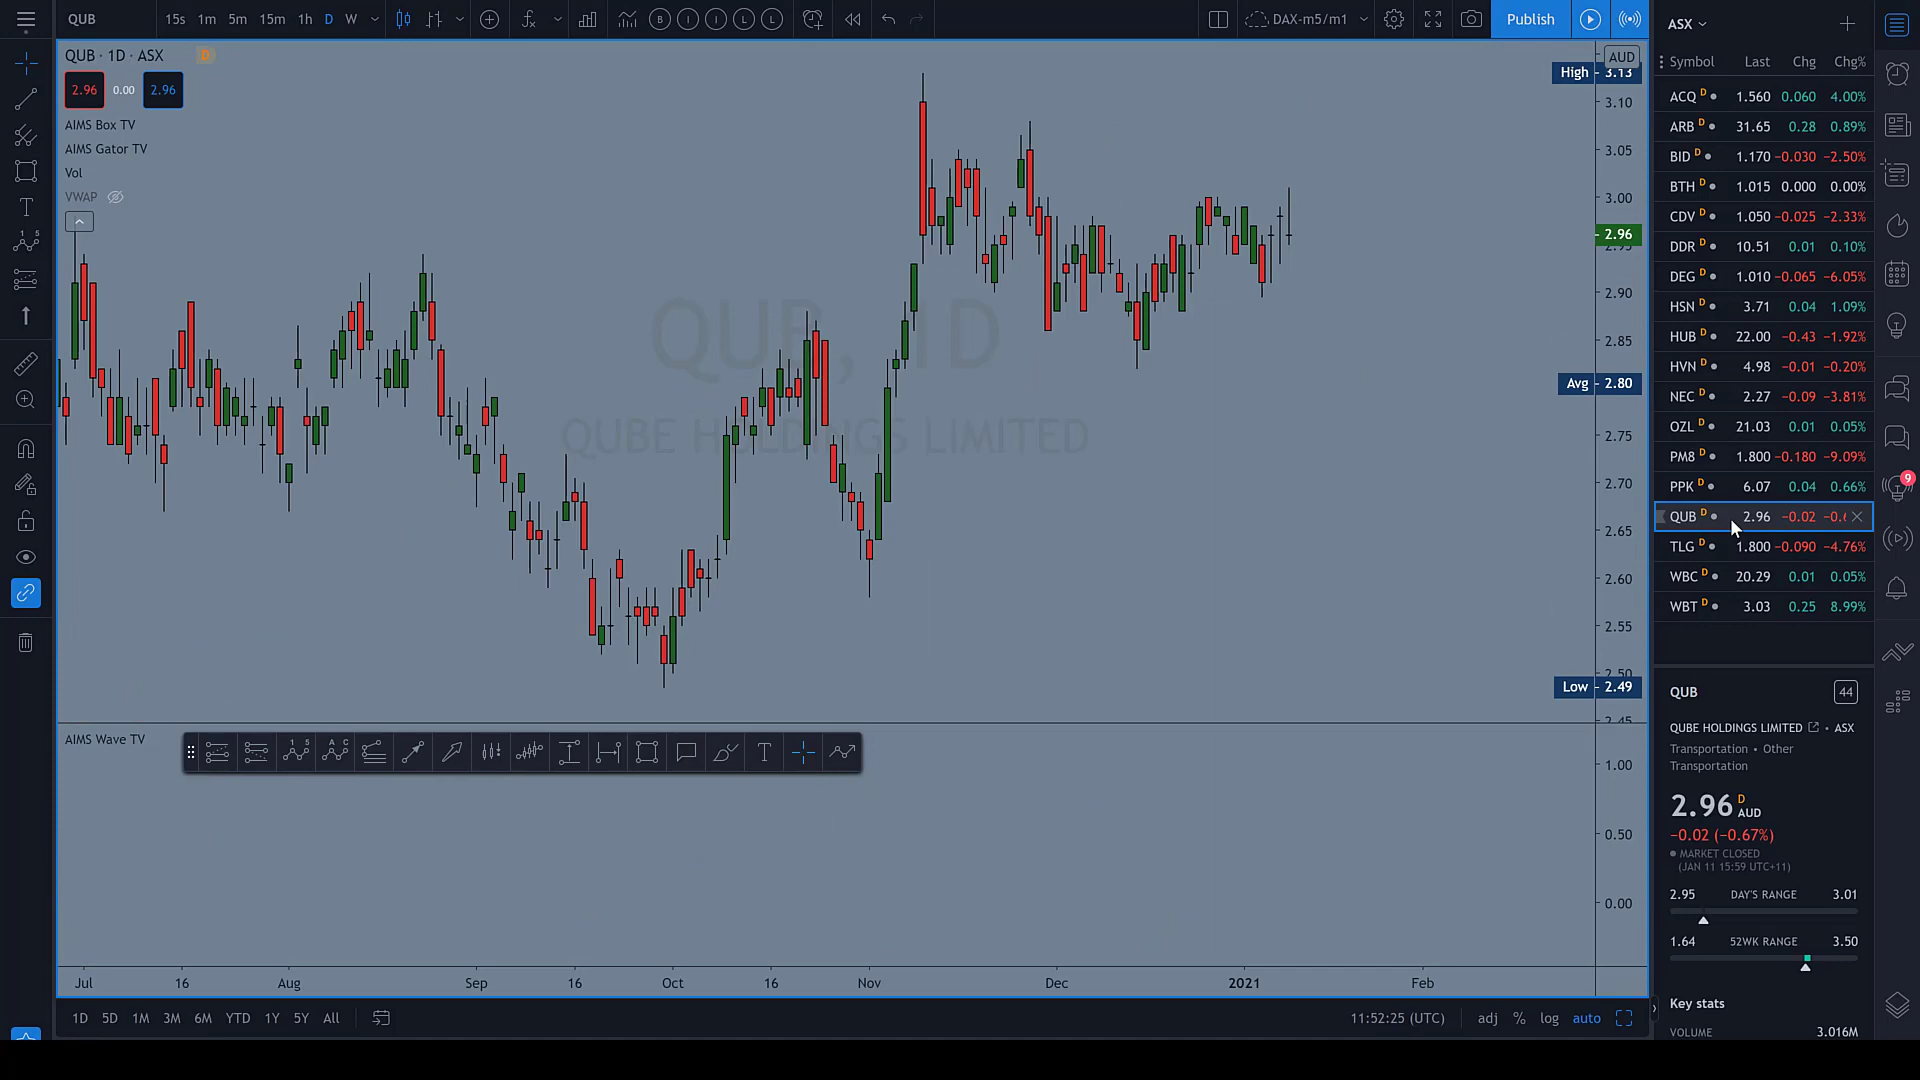 QUB 15s 1m 5m 15m 1h D W DAX-m5/m1 Publish
QUB · 1D · ASX D
2.96 0.00 2.96
AIMS Box TV
AIMS Gator TV
Vol
VWAP
QUB, 1D
QUBE HOLDINGS LIMITED
AUD
High 3.13
3.10
3.05
3.00
2.96
2.90
2.85
Avg 2.80
2.75
2.70
2.65
2.60
2.55
2.50
Low 2.49
2.45
AIMS Wave TV
1.00
0.50
0.00
Jul 16 Aug Sep 16 Oct 16 Nov Dec 2021 Feb
1D 5D 1M 3M 6M YTD 1Y 5Y All 11:52:25 (UTC) adj % log auto
ASX
Symbol Last Chg Chg%
ACQ D 1.560 0.060 4.00%
ARB D 31.65 0.28 0.89%
BID D 1.170 −0.030 −2.50%
BTH D 1.015 0.000 0.00%
CDV D 1.050 −0.025 −2.33%
DDR D 10.51 0.01 0.10%
DEG D 1.010 −0.065 −6.05%
HSN D 3.71 0.04 1.09%
HUB D 22.00 −0.43 −1.92%
HVN D 4.98 −0.01 −0.20%
NEC D 2.27 −0.09 −3.81%
OZL D 21.03 0.01 0.05%
PM8 D 1.800 −0.180 −9.09%
PPK D 6.07 0.04 0.66%
QUB D 2.96 −0.02
TLG D 1.800 −0.090 −4.76%
WBC D 20.29 0.01 0.05%
WBT D 3.03 0.25 8.99%
9
QUB 44
QUBE HOLDINGS LIMITED • ASX
Transportation • Other
Transportation
2.96 D AUD
−0.02 (−0.67%)
MARKET CLOSED
(JAN 11 15:59 UTC+11)
2.95 DAY'S RANGE 3.01
1.64 52WK RANGE 3.50
Key stats
VOLUME 3.016M